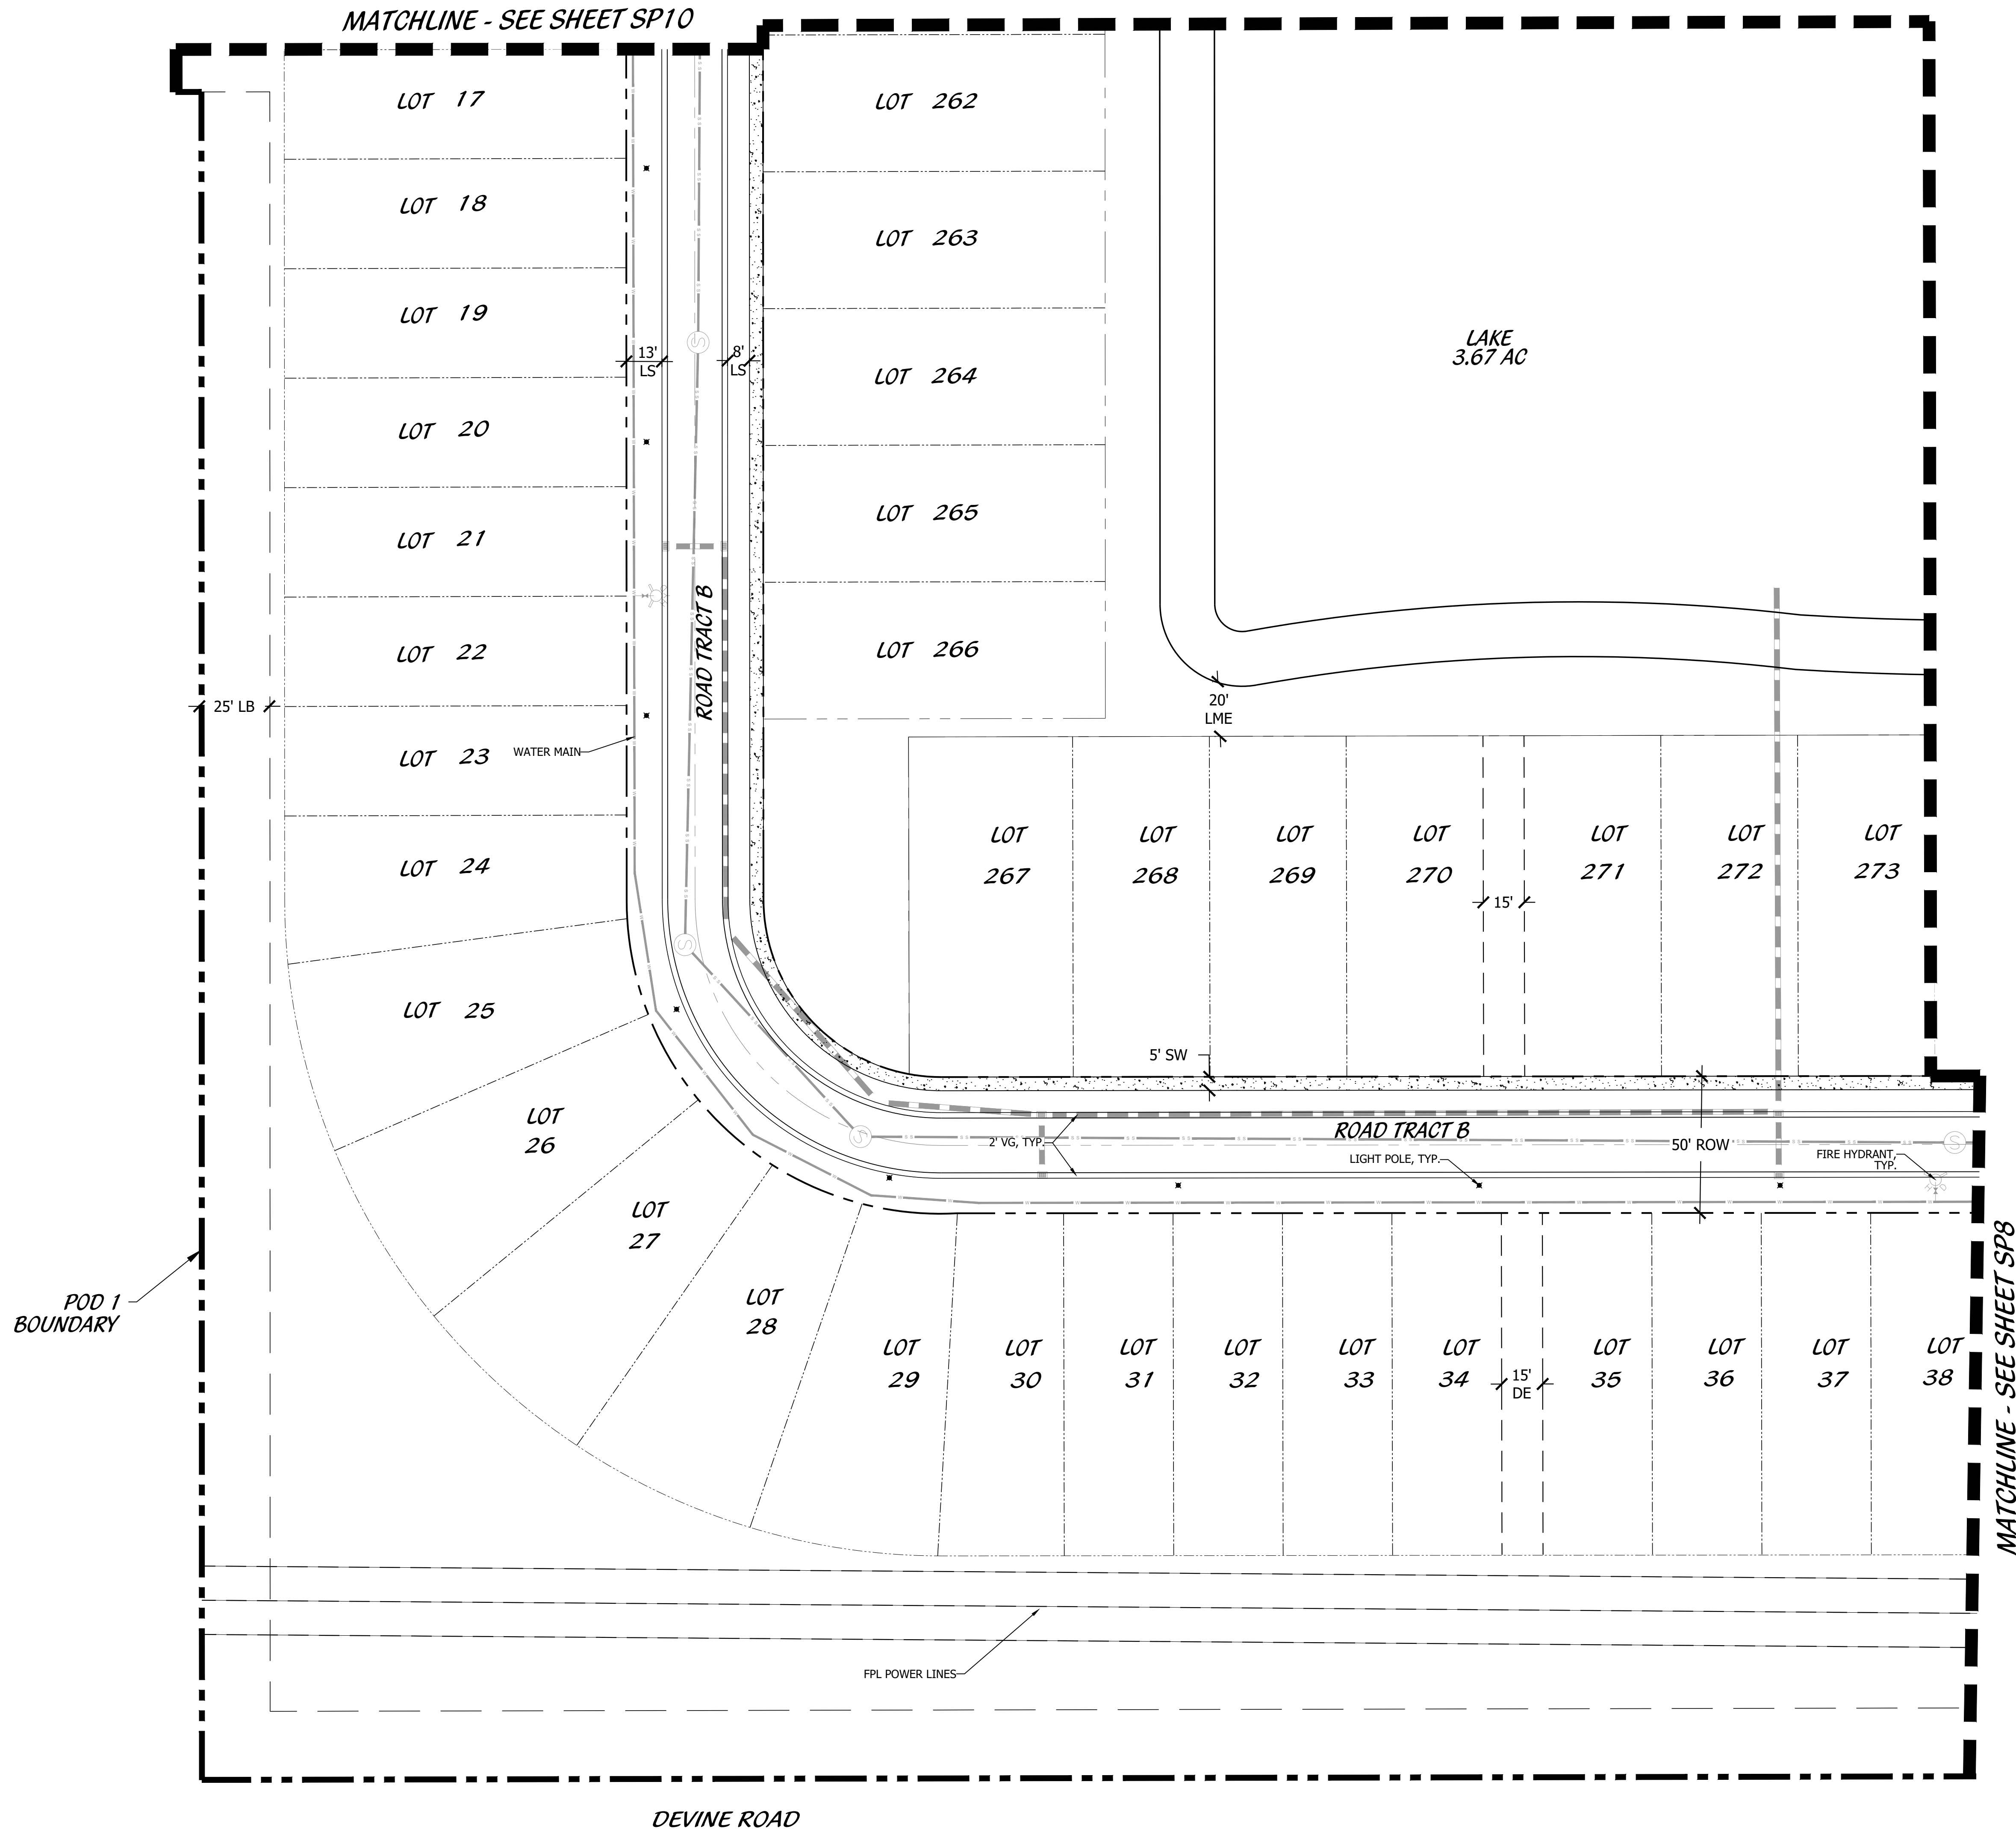 MATCHLINE - SEE SHEET SP10
LOT 17
LOT 18
LOT 19
LOT 20
LOT 21
LOT 22
LOT 23
LOT 24
LOT 25
LOT
26
LOT
27
LOT
28
LOT
29
LOT
30
LOT
31
LOT
32
LOT
33
LOT
34
15'
DE
LOT
35
LOT
36
LOT
37
LOT
38
LOT 262
LOT 263
LOT 264
LOT 265
LOT 266
LOT
267
LOT
268
LOT
269
LOT
270
15'
LOT
271
LOT
272
LOT
273
LAKE
3.67 AC
20'
LME
13'
LS
8'
LS
S
S
S
S
ROAD TRACT B
25' LB
WATER MAIN
5' SW
2' VG, TYP.
ROAD TRACT B
LIGHT POLE, TYP.
50' ROW
FIRE HYDRANT,
TYP.
POD 1
BOUNDARY
MATCHLINE - SEE SHEET SP8
FPL POWER LINES
DEVINE ROAD